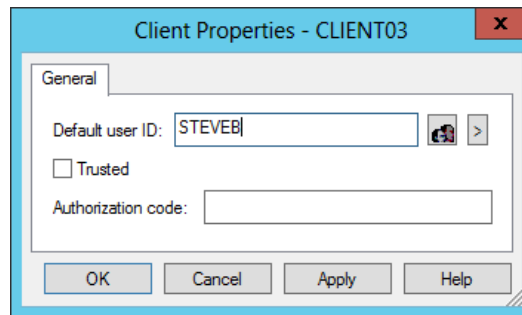 Client Properties - CLIENT03
x
General
Default user ID: STEVEB >
Trusted
Authorization code:
OK Cancel Apply Help